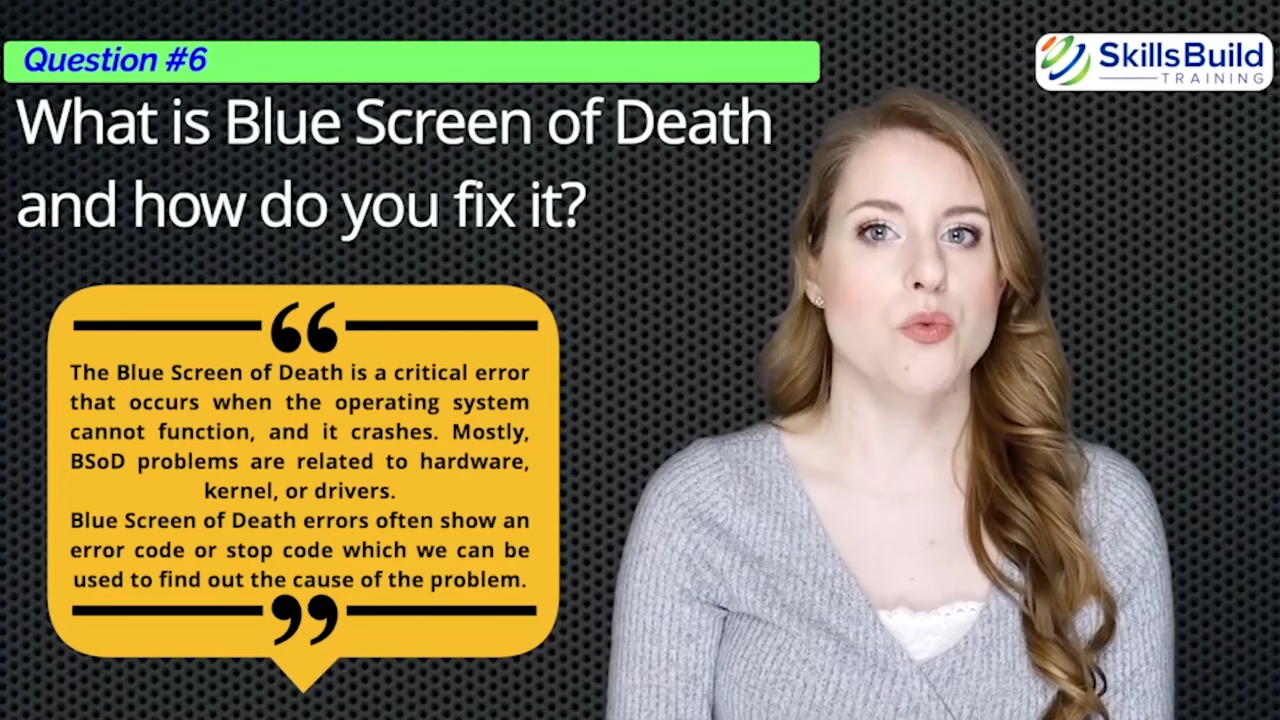 Question #6
SkillsBuild
TRAINING
What is Blue Screen of Death
and how do you fix it?
“
The Blue Screen of Death is a critical error
that occurs when the operating system
cannot function, and it crashes. Mostly,
BSoD problems are related to hardware,
kernel, or drivers.
Blue Screen of Death errors often show an
error code or stop code which we can be
used to find out the cause of the problem.
”